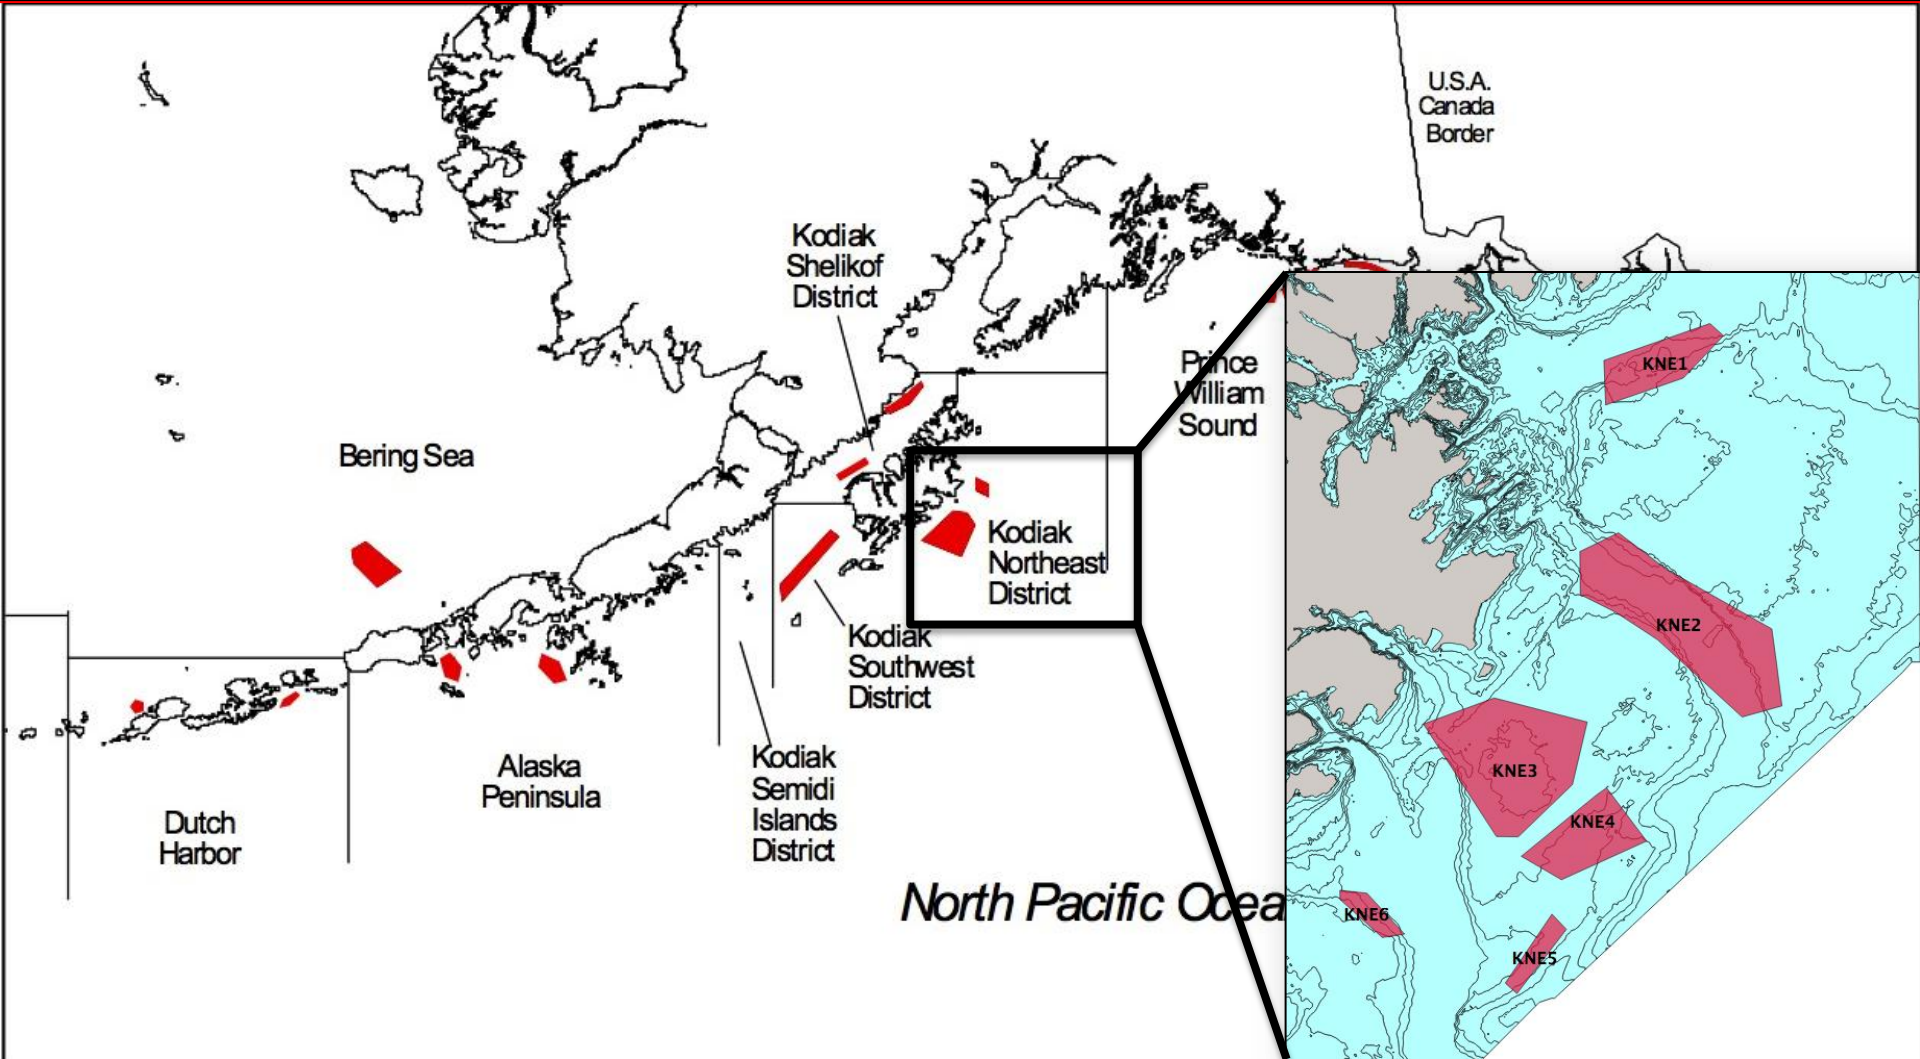 U.S.A.
Canada
Border
Kodiak
Shelikof
District
Prince
William
Sound
Bering Sea
Kodiak
Northeast
District
Kodiak
Southwest
District
Kodiak
Semidi
Islands
District
Alaska
Peninsula
Dutch
Harbor
North Pacific Ocea
KNE1
KNE2
KNE3
KNE4
KNE6
KNE5